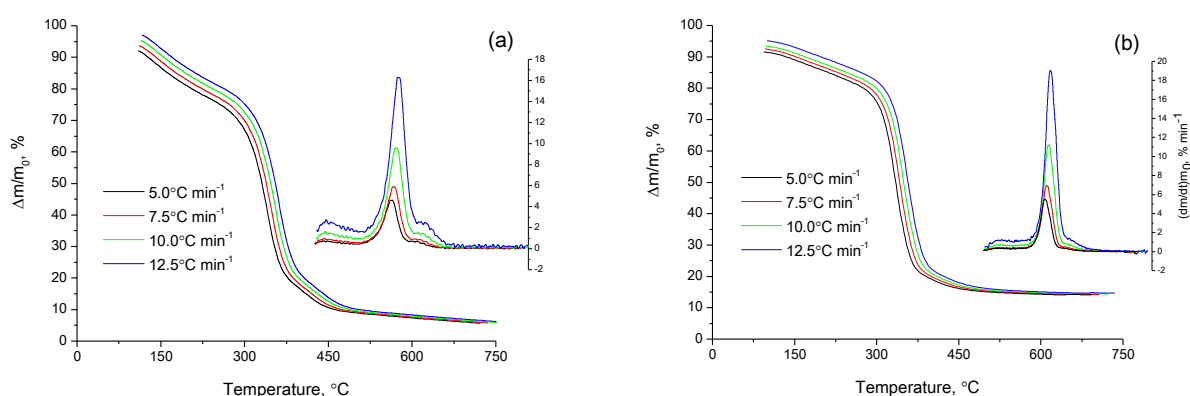 (a)
100
90
80
70
60
50
40
30
20
10
0
Δm/m₀, %
5.0°C min⁻¹
7.5°C min⁻¹
10.0°C min⁻¹
12.5°C min⁻¹
18
16
14
12
10
8
6
4
2
0
-2
0 150 300 450 600 750
Temperature, °C
(b)
100
90
80
70
60
50
40
30
20
10
0
Δm/m₀, %
5.0°C min⁻¹
7.5°C min⁻¹
10.0°C min⁻¹
12.5°C min⁻¹
20
18
16
14
12
10
8
6
4
2
0
-2
(dm/dt)m₀, % min⁻¹
0 150 300 450 600 750
Temperature, °C